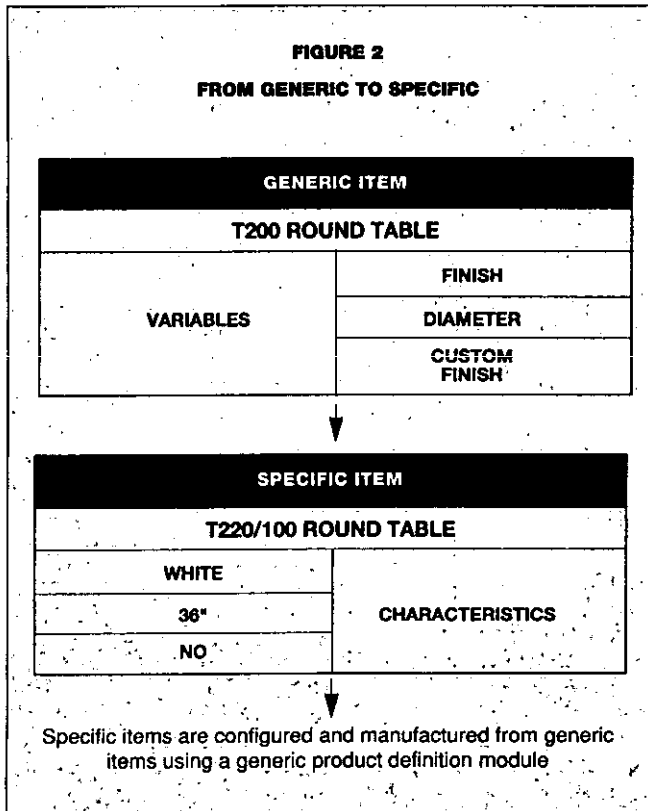 FIGURE 2
FROM GENERIC TO SPECIFIC
GENERIC ITEM
T200 ROUND TABLE
VARIABLES
FINISH
DIAMETER
CUSTOM
FINISH
SPECIFIC ITEM
T220/100 ROUND TABLE
WHITE
36"
NO
CHARACTERISTICS
Specific items are configured and manufactured from generic
items using a generic product definition module